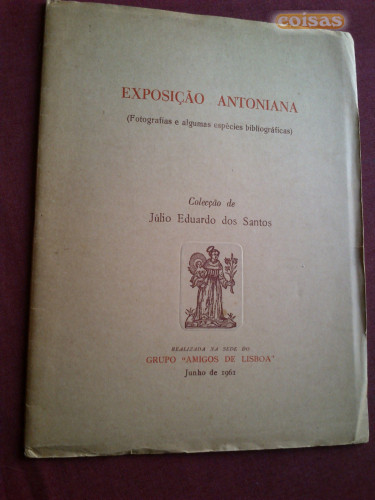 coisas
EXPOSIÇÃO ANTONIANA
(Fotografias e algumas espécies bibliográficas)
Colecção de
Júlio Eduardo dos Santos
REALIZADA NA SEDE DO
GRUPO "AMIGOS DE LISBOA"
Junho de 1961